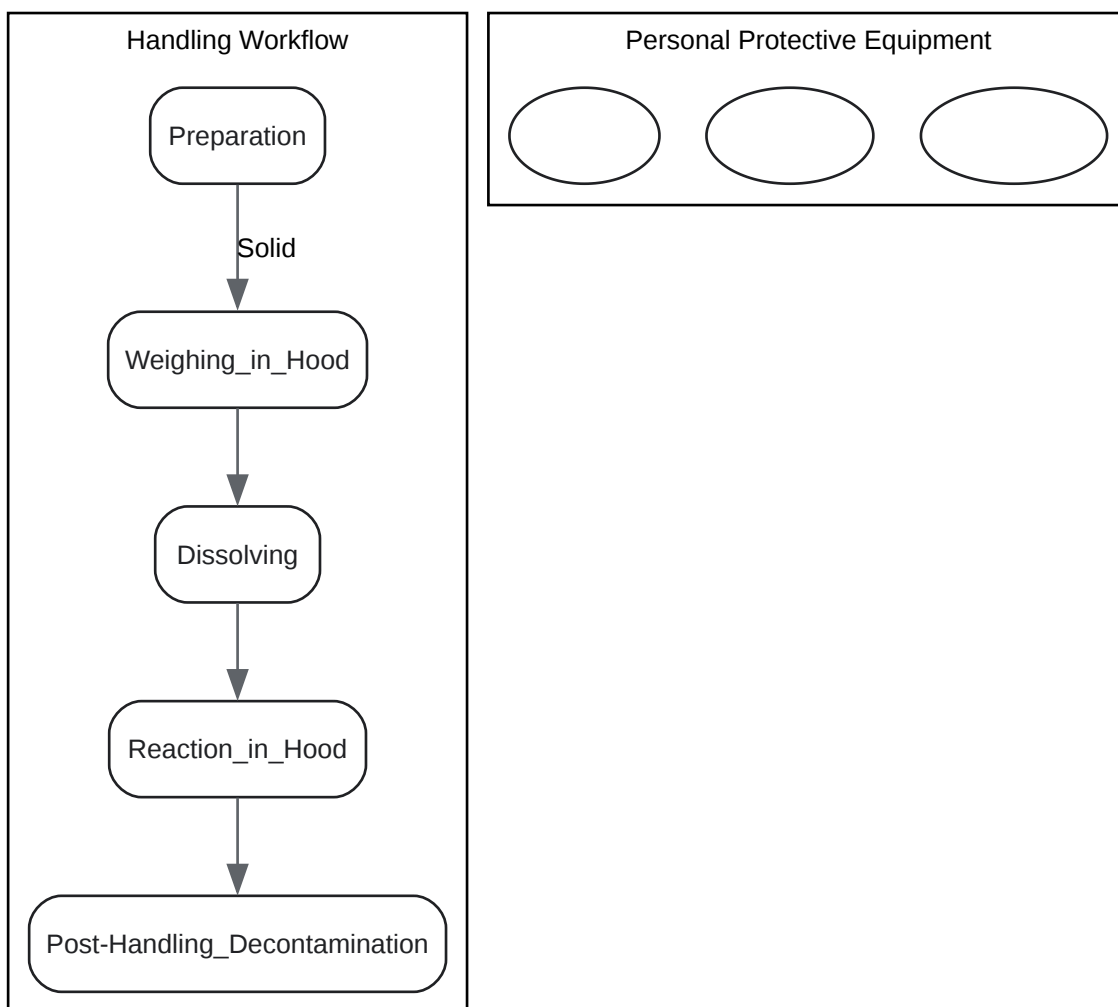 Handling Workflow
Personal Protective Equipment
Preparation
Solid
Weighing_in_Hood
Dissolving
Reaction_in_Hood
Post-Handling_Decontamination